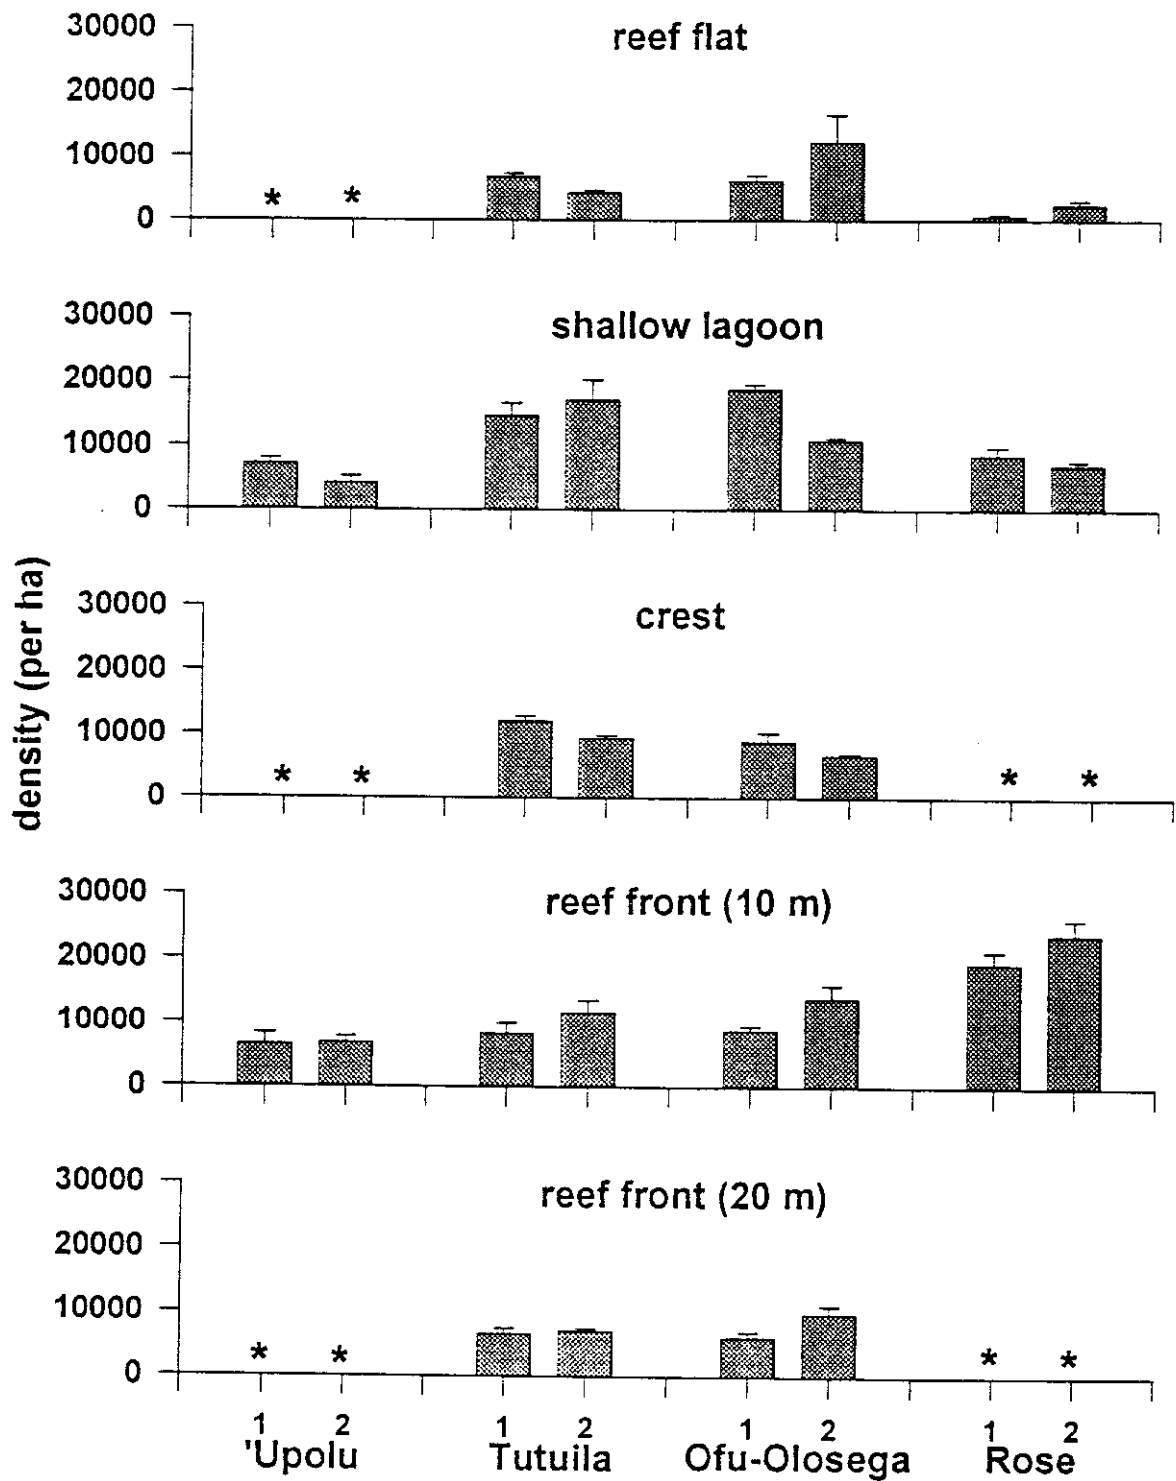 reef flat
30000
20000
10000
0
* *
shallow lagoon
30000
20000
10000
0
density (per ha)
crest
30000
20000
10000
0
* * * *
reef front (10 m)
30000
20000
10000
0
reef front (20 m)
30000
20000
10000
0
* * * *
1 2 1 2 1 2 1 2
'Upolu Tutuila Ofu-Olosega Rose